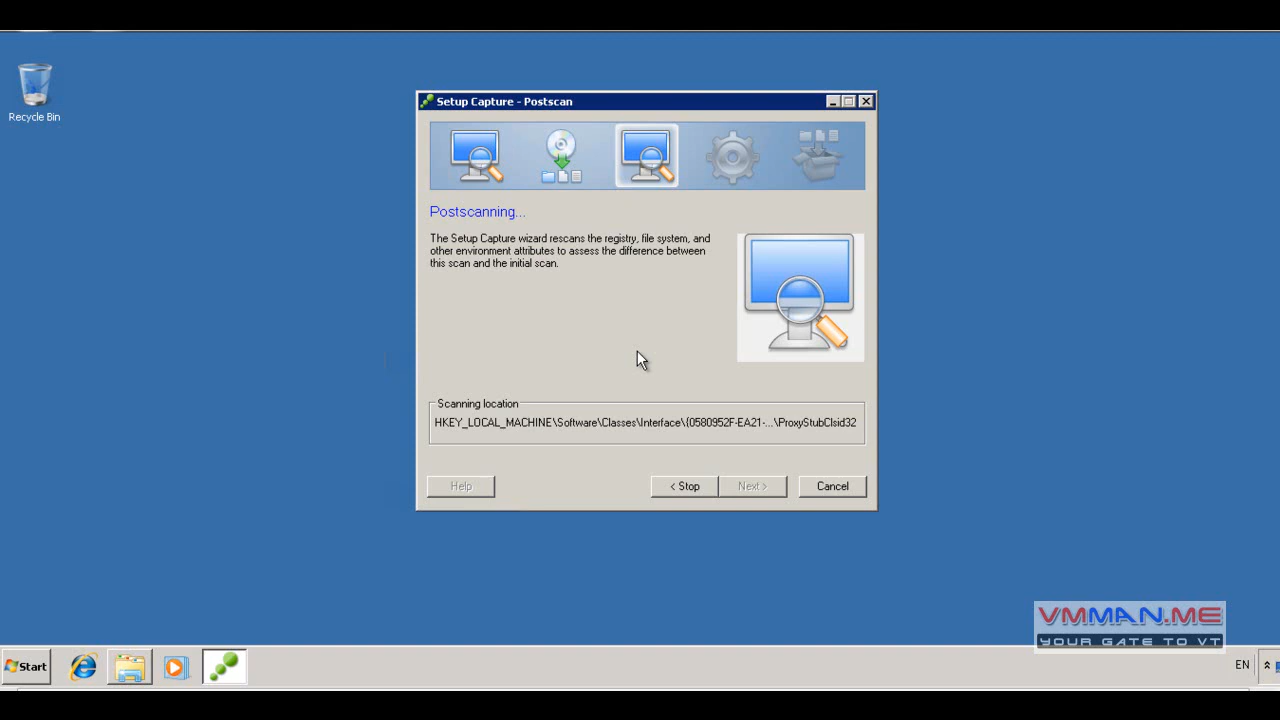 Recycle Bin
Setup Capture - Postscan
Postscanning...
The Setup Capture wizard rescans the registry, file system, and
other environment attributes to assess the difference between
this scan and the initial scan.
Scanning location
HKEY_LOCAL_MACHINE\Software\Classes\Interface\{0580952F-EA21-...\ProxyStubClsid32
Help
< Stop
Next >
Cancel
VMMAN.ME
YOUR GATE TO VT
Start
EN